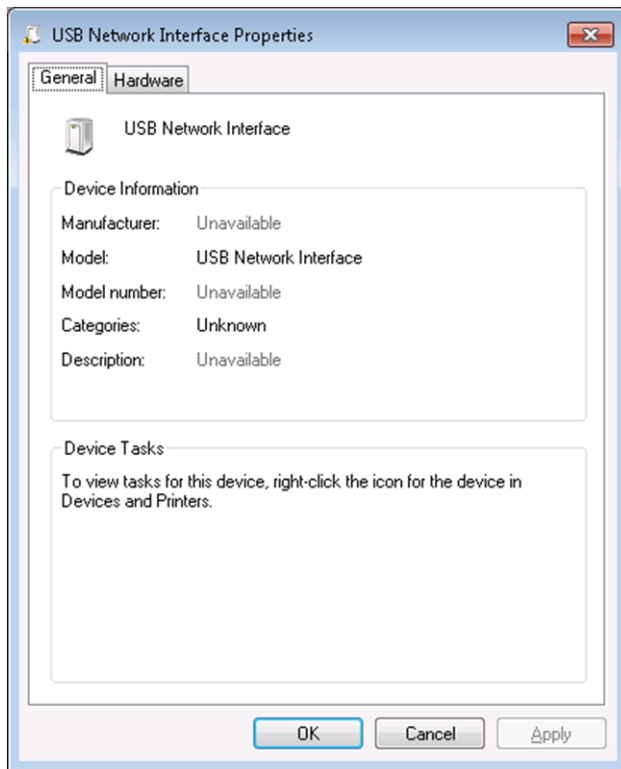 USB Network Interface Properties
General Hardware
USB Network Interface
Device Information
Manufacturer: Unavailable
Model: USB Network Interface
Model number: Unavailable
Categories: Unknown
Description: Unavailable
Device Tasks
To view tasks for this device, right-click the icon for the device in
Devices and Printers.
OK Cancel Apply